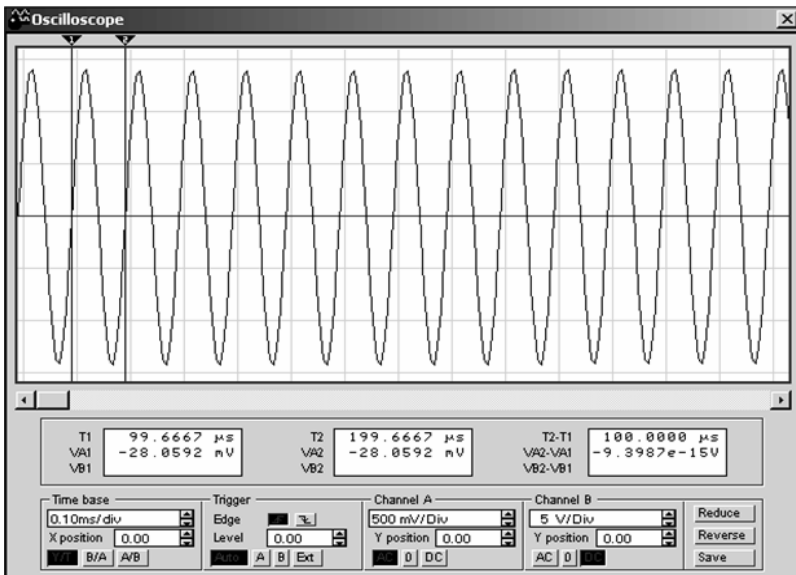 Oscilloscope
1 2
T1 99.6667 µs T2 199.6667 µs T2-T1 100.0000 µs
VA1 -28.0592 mV VA2 -28.0592 mV VA2-VA1 -9.3987e-15V
VB1 VB2 VB2-VB1
Time base Trigger Channel A Channel B
0.10ms/div Edge 500 mV/Div 5 V/Div Reduce
X position 0.00 Level 0.00 Y position 0.00 Y position 0.00 Reverse
Y/T B/A A/B Auto A B Ext AC 0 DC AC 0 DC Save